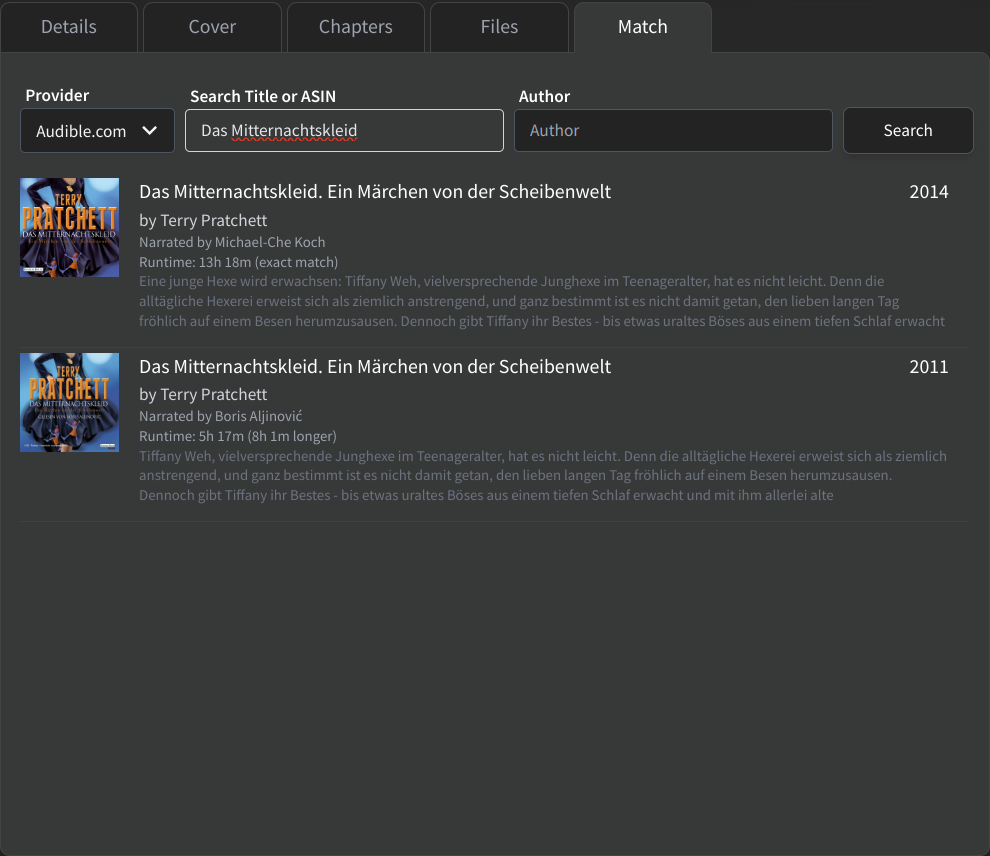 Details Cover Chapters Files Match
Provider Search Title or ASIN Author
Audible.com Das Mitternachtskleid Author Search
TERRY
PRATCHETT
DAS MITTERNACHTSKLEID
Das Mitternachtskleid. Ein Märchen von der Scheibenwelt 2014
by Terry Pratchett
Narrated by Michael-Che Koch
Runtime: 13h 18m (exact match)
Eine junge Hexe wird erwachsen: Tiffany Weh, vielversprechende Junghexe im Teenageralter, hat es nicht leicht. Denn die
alltägliche Hexerei erweist sich als ziemlich anstrengend, und ganz bestimmt ist es nicht damit getan, den lieben langen Tag
fröhlich auf einem Besen herumzusausen. Dennoch gibt Tiffany ihr Bestes - bis etwas uraltes Böses aus einem tiefen Schlaf erwacht
TERRY
PRATCHETT
DAS MITTERNACHTSKLEID
Das Mitternachtskleid. Ein Märchen von der Scheibenwelt 2011
by Terry Pratchett
Narrated by Boris Aljinović
Runtime: 5h 17m (8h 1m longer)
Tiffany Weh, vielversprechende Junghexe im Teenageralter, hat es nicht leicht. Denn die alltägliche Hexerei erweist sich als ziemlich
anstrengend, und ganz bestimmt ist es nicht damit getan, den lieben langen Tag fröhlich auf einem Besen herumzusausen.
Dennoch gibt Tiffany ihr Bestes - bis etwas uraltes Böses aus einem tiefen Schlaf erwacht und mit ihm allerlei alte